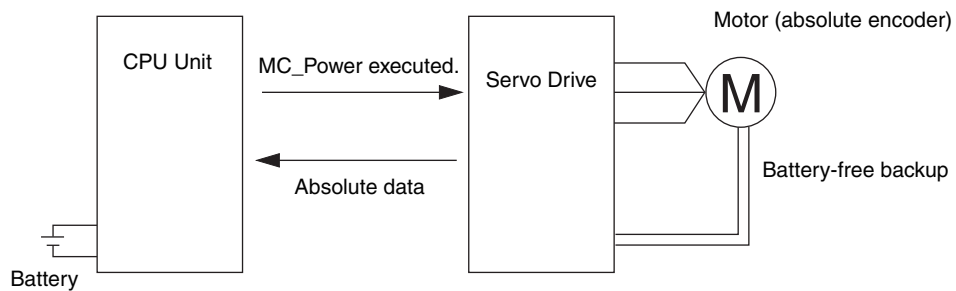 Motor (absolute encoder)
CPU Unit
MC_Power executed.
Servo Drive
M
Absolute data
Battery-free backup
Battery